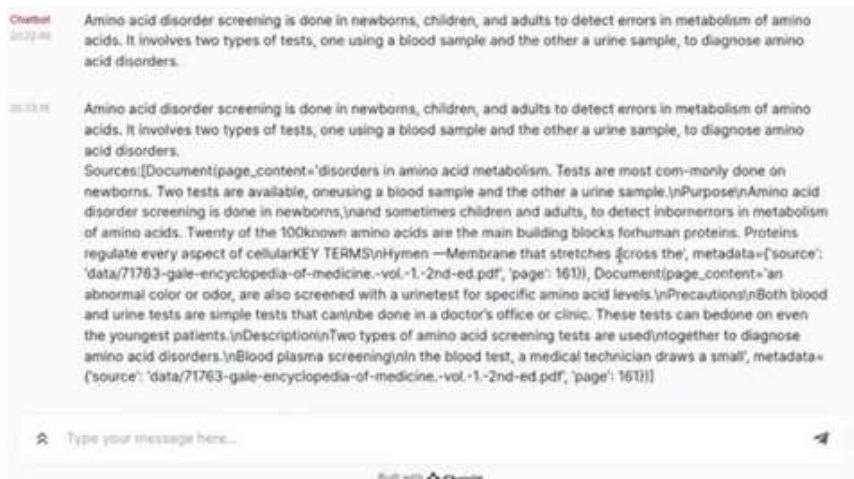 Chatbot
Amino acid disorder screening is done in newborns, children, and adults to detect errors in metabolism of amino
acids. It involves two types of tests, one using a blood sample and the other a urine sample, to diagnose amino
acid disorders.
Amino acid disorder screening is done in newborns, children, and adults to detect errors in metabolism of amino
acids. It involves two types of tests, one using a blood sample and the other a urine sample, to diagnose amino
acid disorders.
Sources:[Document(page_content='disorders in amino acid metabolism. Tests are most com-monly done on
newborns. Two tests are available, oneusing a blood sample and the other a urine sample.\nPurpose\nAmino acid
disorder screening is done in newborns,\nand sometimes children and adults, to detect inbornerrors in metabolism
of amino acids. Twenty of the 100known amino acids are the main building blocks forhuman proteins. Proteins
regulate every aspect of cellularKEY TERMS\nHymen —Membrane that stretches across the', metadata={'source':
'data/71763-gale-encyclopedia-of-medicine.-vol.-1.-2nd-ed.pdf', 'page': 161}), Document(page_content='an
abnormal color or odor, are also screened with a urinetest for specific amino acid levels.\nPrecautions\nBoth blood
and urine tests are simple tests that can\nbe done in a doctor's office or clinic. These tests can bedone on even
the youngest patients.\nDescription\nTwo types of amino acid screening tests are used\ntogether to diagnose
amino acid disorders.\nBlood plasma screening\nIn the blood test, a medical technician draws a small', metadata=
{'source': 'data/71763-gale-encyclopedia-of-medicine.-vol.-1.-2nd-ed.pdf', 'page': 161})]
Type your message here...